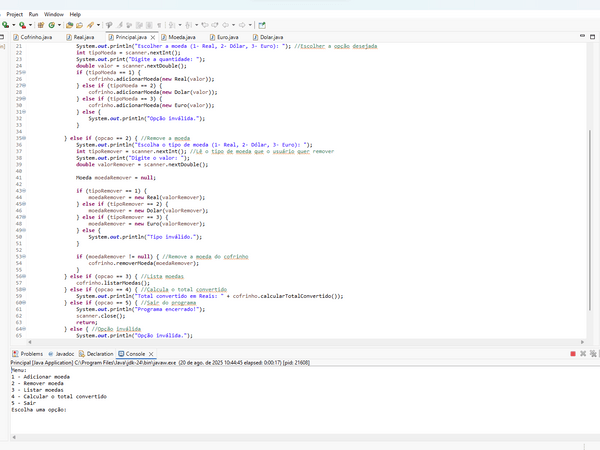 Project Run Window Help
Cofrinho.java Real.java Principal.java Moeda.java Euro.java Dolar.java
21 System.out.println("Escolher a moeda (1- Real, 2- Dólar, 3- Euro): "); //Escolher a opção desejada
22 int tipoMoeda = scanner.nextInt();
23 System.out.print("Digite a quantidade: ");
24 double valor = scanner.nextDouble();
25 if (tipoMoeda == 1) {
26 cofrinho.adicionarMoeda(new Real(valor));
27 } else if (tipoMoeda == 2) {
28 cofrinho.adicionarMoeda(new Dolar(valor));
29 } else if (tipoMoeda == 3) {
30 cofrinho.adicionarMoeda(new Euro(valor));
31 } else {
32 System.out.println("Opção inválida.");
33 }
34
35 } else if (opcao == 2) { //Remove a moeda
36 System.out.println("Escolha o tipo de moeda (1- Real, 2- Dólar, 3- Euro): ");
37 int tipoRemover = scanner.nextInt(); //Lê o tipo de moeda que o usuário quer remover
38 System.out.print("Digite o valor: ");
39 double valorRemover = scanner.nextDouble();
40
41 Moeda moedaRemover = null;
42
43 if (tipoRemover == 1) {
44 moedaRemover = new Real(valorRemover);
45 } else if (tipoRemover == 2) {
46 moedaRemover = new Dolar(valorRemover);
47 } else if (tipoRemover == 3) {
48 moedaRemover = new Euro(valorRemover);
49 } else {
50 System.out.println("Tipo inválido.");
51 }
52
53 if (moedaRemover != null) { //Remove a moeda do cofrinho
54 cofrinho.removerMoeda(moedaRemover);
55 }
56 } else if (opcao == 3) { //Lista moedas
57 cofrinho.listarMoedas();
58 } else if (opcao == 4) { //Calcula o total convertido
59 System.out.println("Total convertido em Reais: " + cofrinho.calcularTotalConvertido());
60 } else if (opcao == 5) { //Sair do programa
61 System.out.println("Programa encerrado!");
62 scanner.close();
63 return;
64 } else { //Opção inválida
65 System.out.println("Opção inválida.");
Problems Javadoc Declaration Console
Principal [Java Application] C:\Program Files\Java\jdk-24\bin\javaw.exe (20 de ago. de 2025 10:44:45 elapsed: 0:00:17) [pid: 21608]
Menu:
1 - Adicionar moeda
2 - Remover moeda
3 - Listar moedas
4 - Calcular o total convertido
5 - Sair
Escolha uma opção: